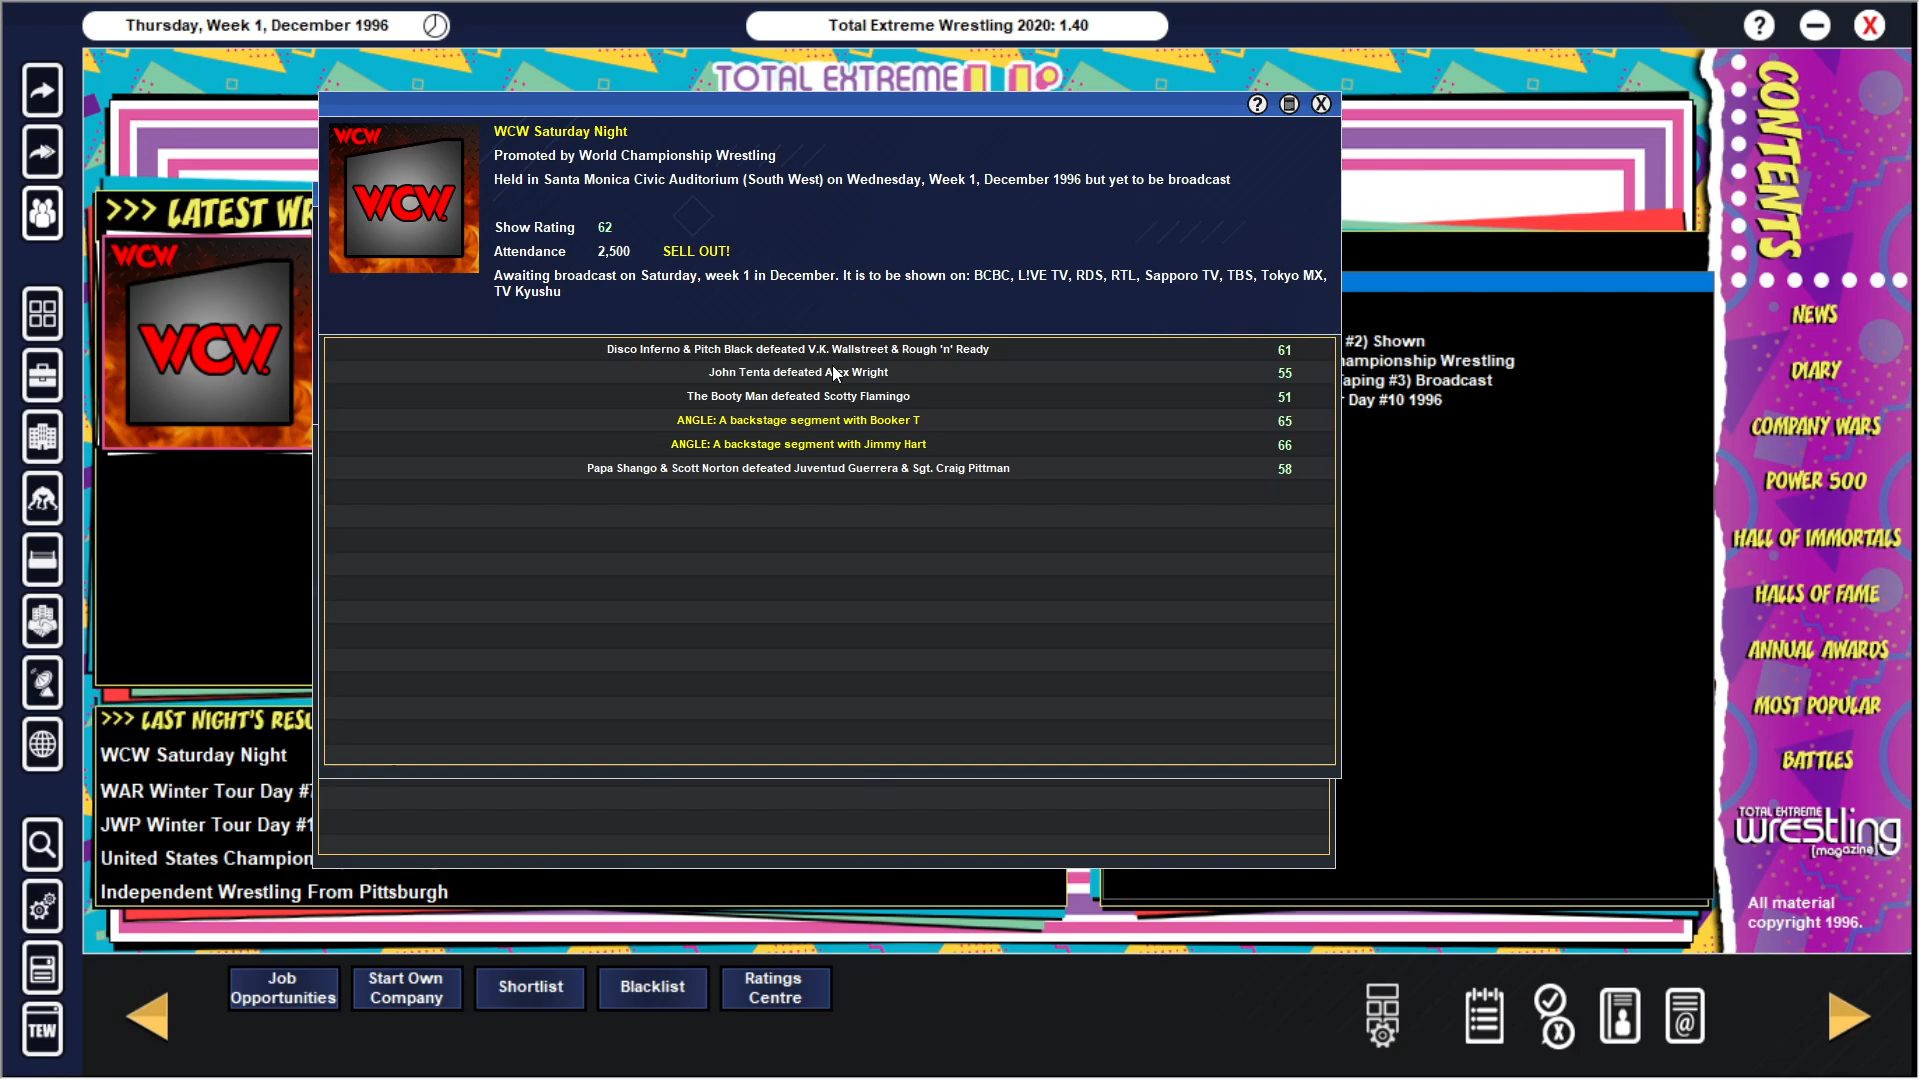 Thursday, Week 1, December 1996
Total Extreme Wrestling 2020: 1.40
?
X
TOTAL EXTREME
? X
WCW
WCW
WCW Saturday Night
Promoted by World Championship Wrestling
Held in Santa Monica Civic Auditorium (South West) on Wednesday, Week 1, December 1996 but yet to be broadcast
Show Rating 62
Attendance 2,500 SELL OUT!
Awaiting broadcast on Saturday, week 1 in December. It is to be shown on: BCBC, L!VE TV, RDS, RTL, Sapporo TV, TBS, Tokyo MX,
TV Kyushu
Disco Inferno & Pitch Black defeated V.K. Wallstreet & Rough 'n' Ready 61
John Tenta defeated Alex Wright 55
The Booty Man defeated Scotty Flamingo 51
ANGLE: A backstage segment with Booker T 65
ANGLE: A backstage segment with Jimmy Hart 66
Papa Shango & Scott Norton defeated Juventud Guerrera & Sgt. Craig Pittman 58
>>> LATEST WR
WCW
WCW
#2) Shown
ampionship Wrestling
aping #3) Broadcast
Day #10 1996
>>> LAST NIGHT'S RESU
WCW Saturday Night
WAR Winter Tour Day #
JWP Winter Tour Day #1
United States Champion
Independent Wrestling From Pittsburgh
CONTENTS
NEWS
DIARY
COMPANY WARS
POWER 500
HALL OF IMMORTALS
HALLS OF FAME
ANNUAL AWARDS
MOST POPULAR
BATTLES
TOTAL EXTREME
wrestling
[magazine]
All material
copyright 1996.
TEW
Job
Opportunities
Start Own
Company
Shortlist
Blacklist
Ratings
Centre
@